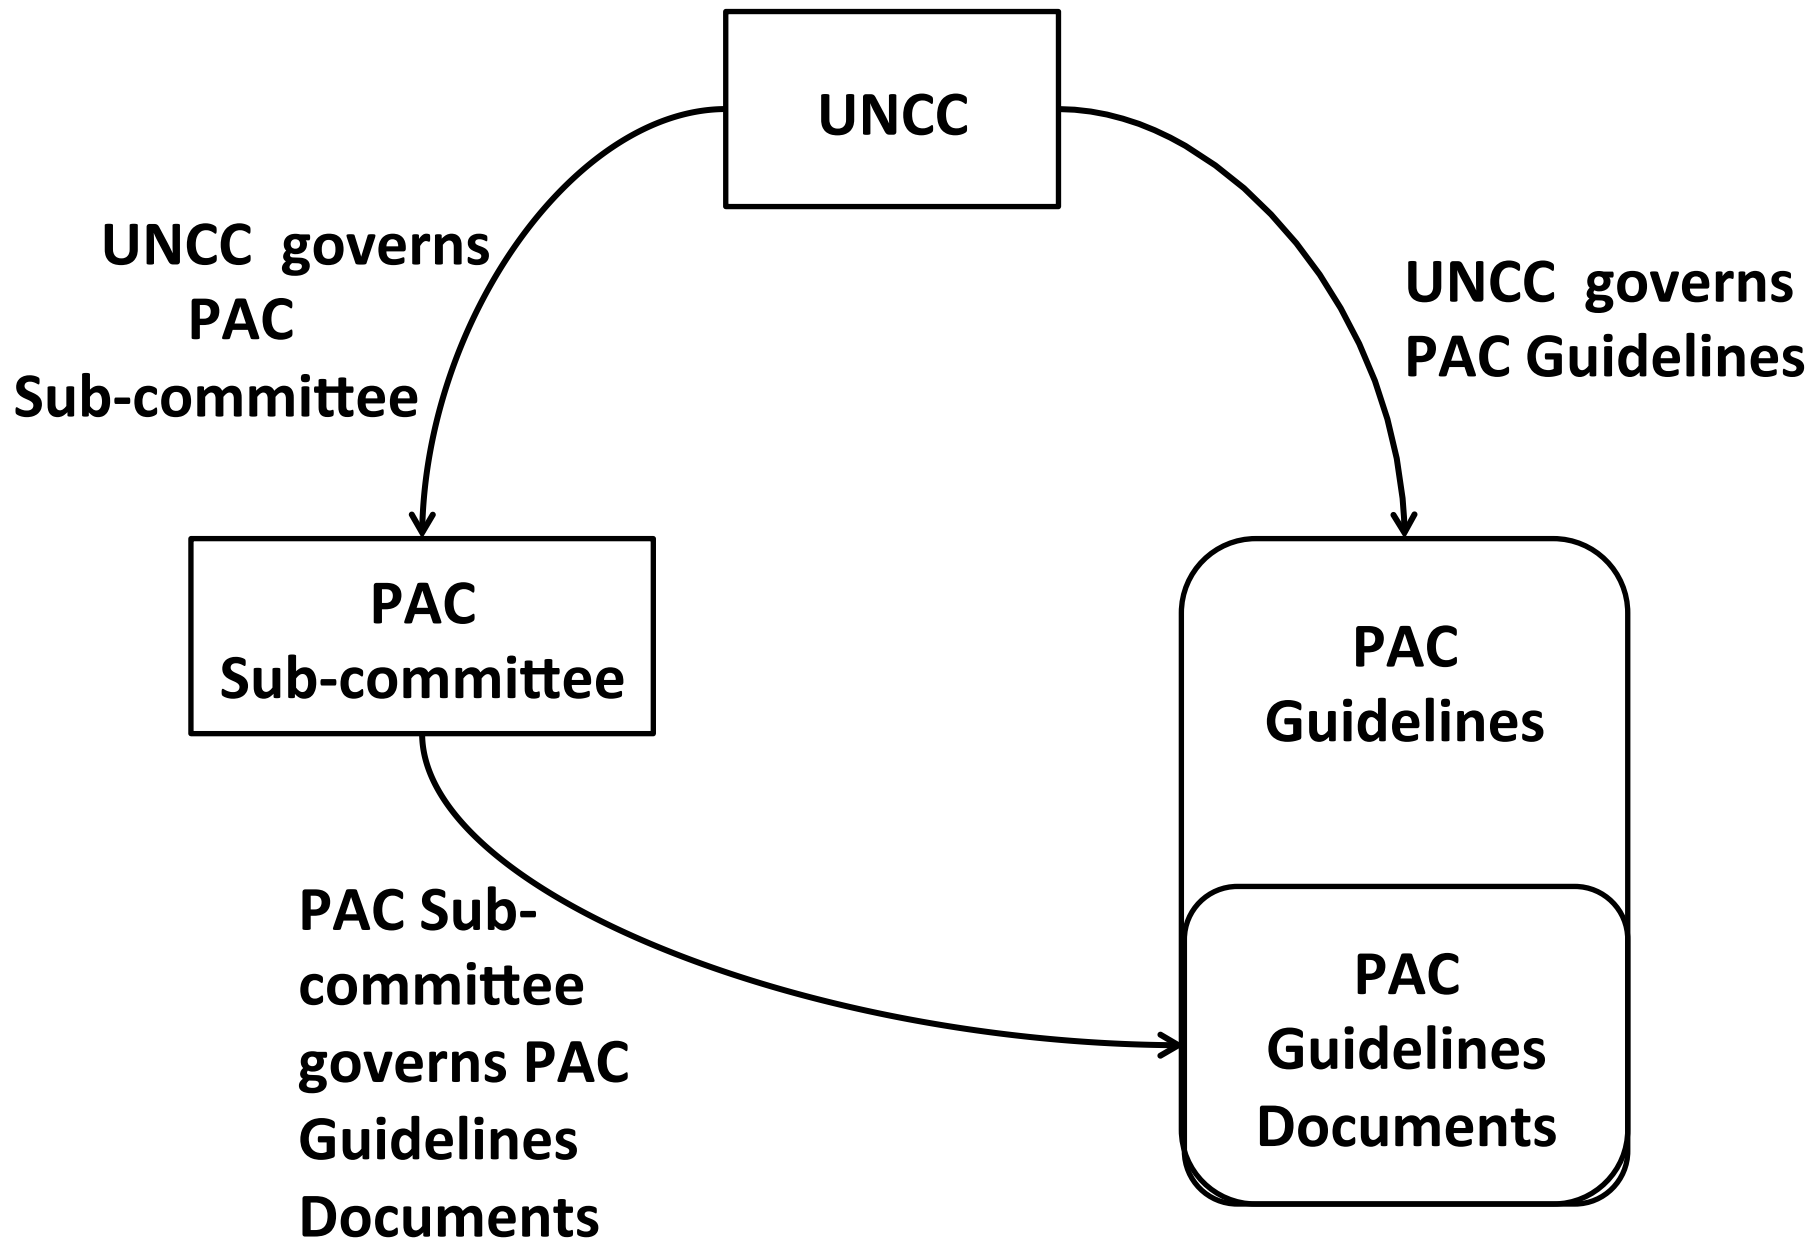 UNCC
UNCC governs
PAC
Sub-committee
UNCC governs
PAC Guidelines
PAC
Sub-committee
PAC
Guidelines
PAC Sub-
committee
governs PAC
Guidelines
Documents
PAC
Guidelines
Documents